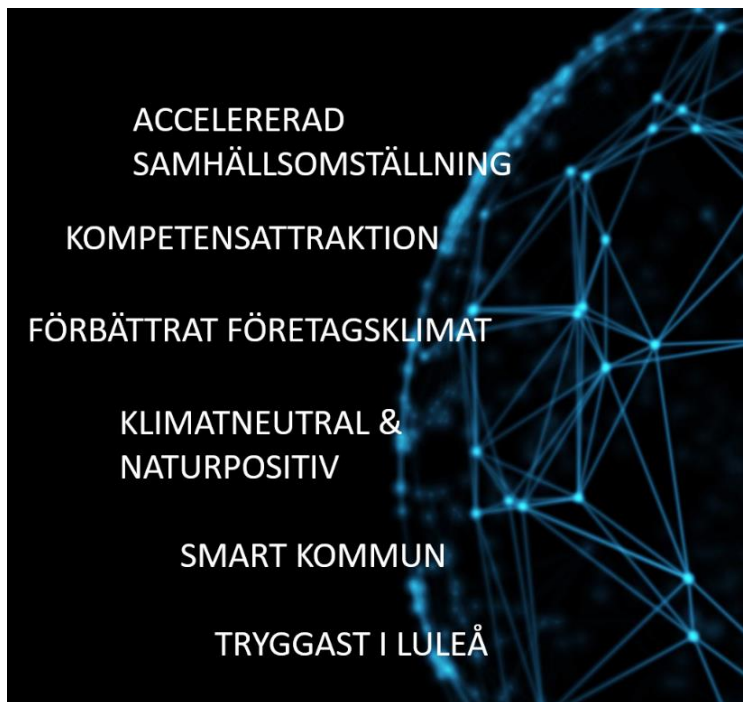 ACCELERERAD
SAMHÄLLSOMSTÄLLNING
KOMPETENSATTRAKTION
FÖRBÄTTRAT FÖRETAGSKLIMAT
KLIMATNEUTRAL &
NATURPOSITIV
SMART KOMMUN
TRYGGAST I LULEÅ